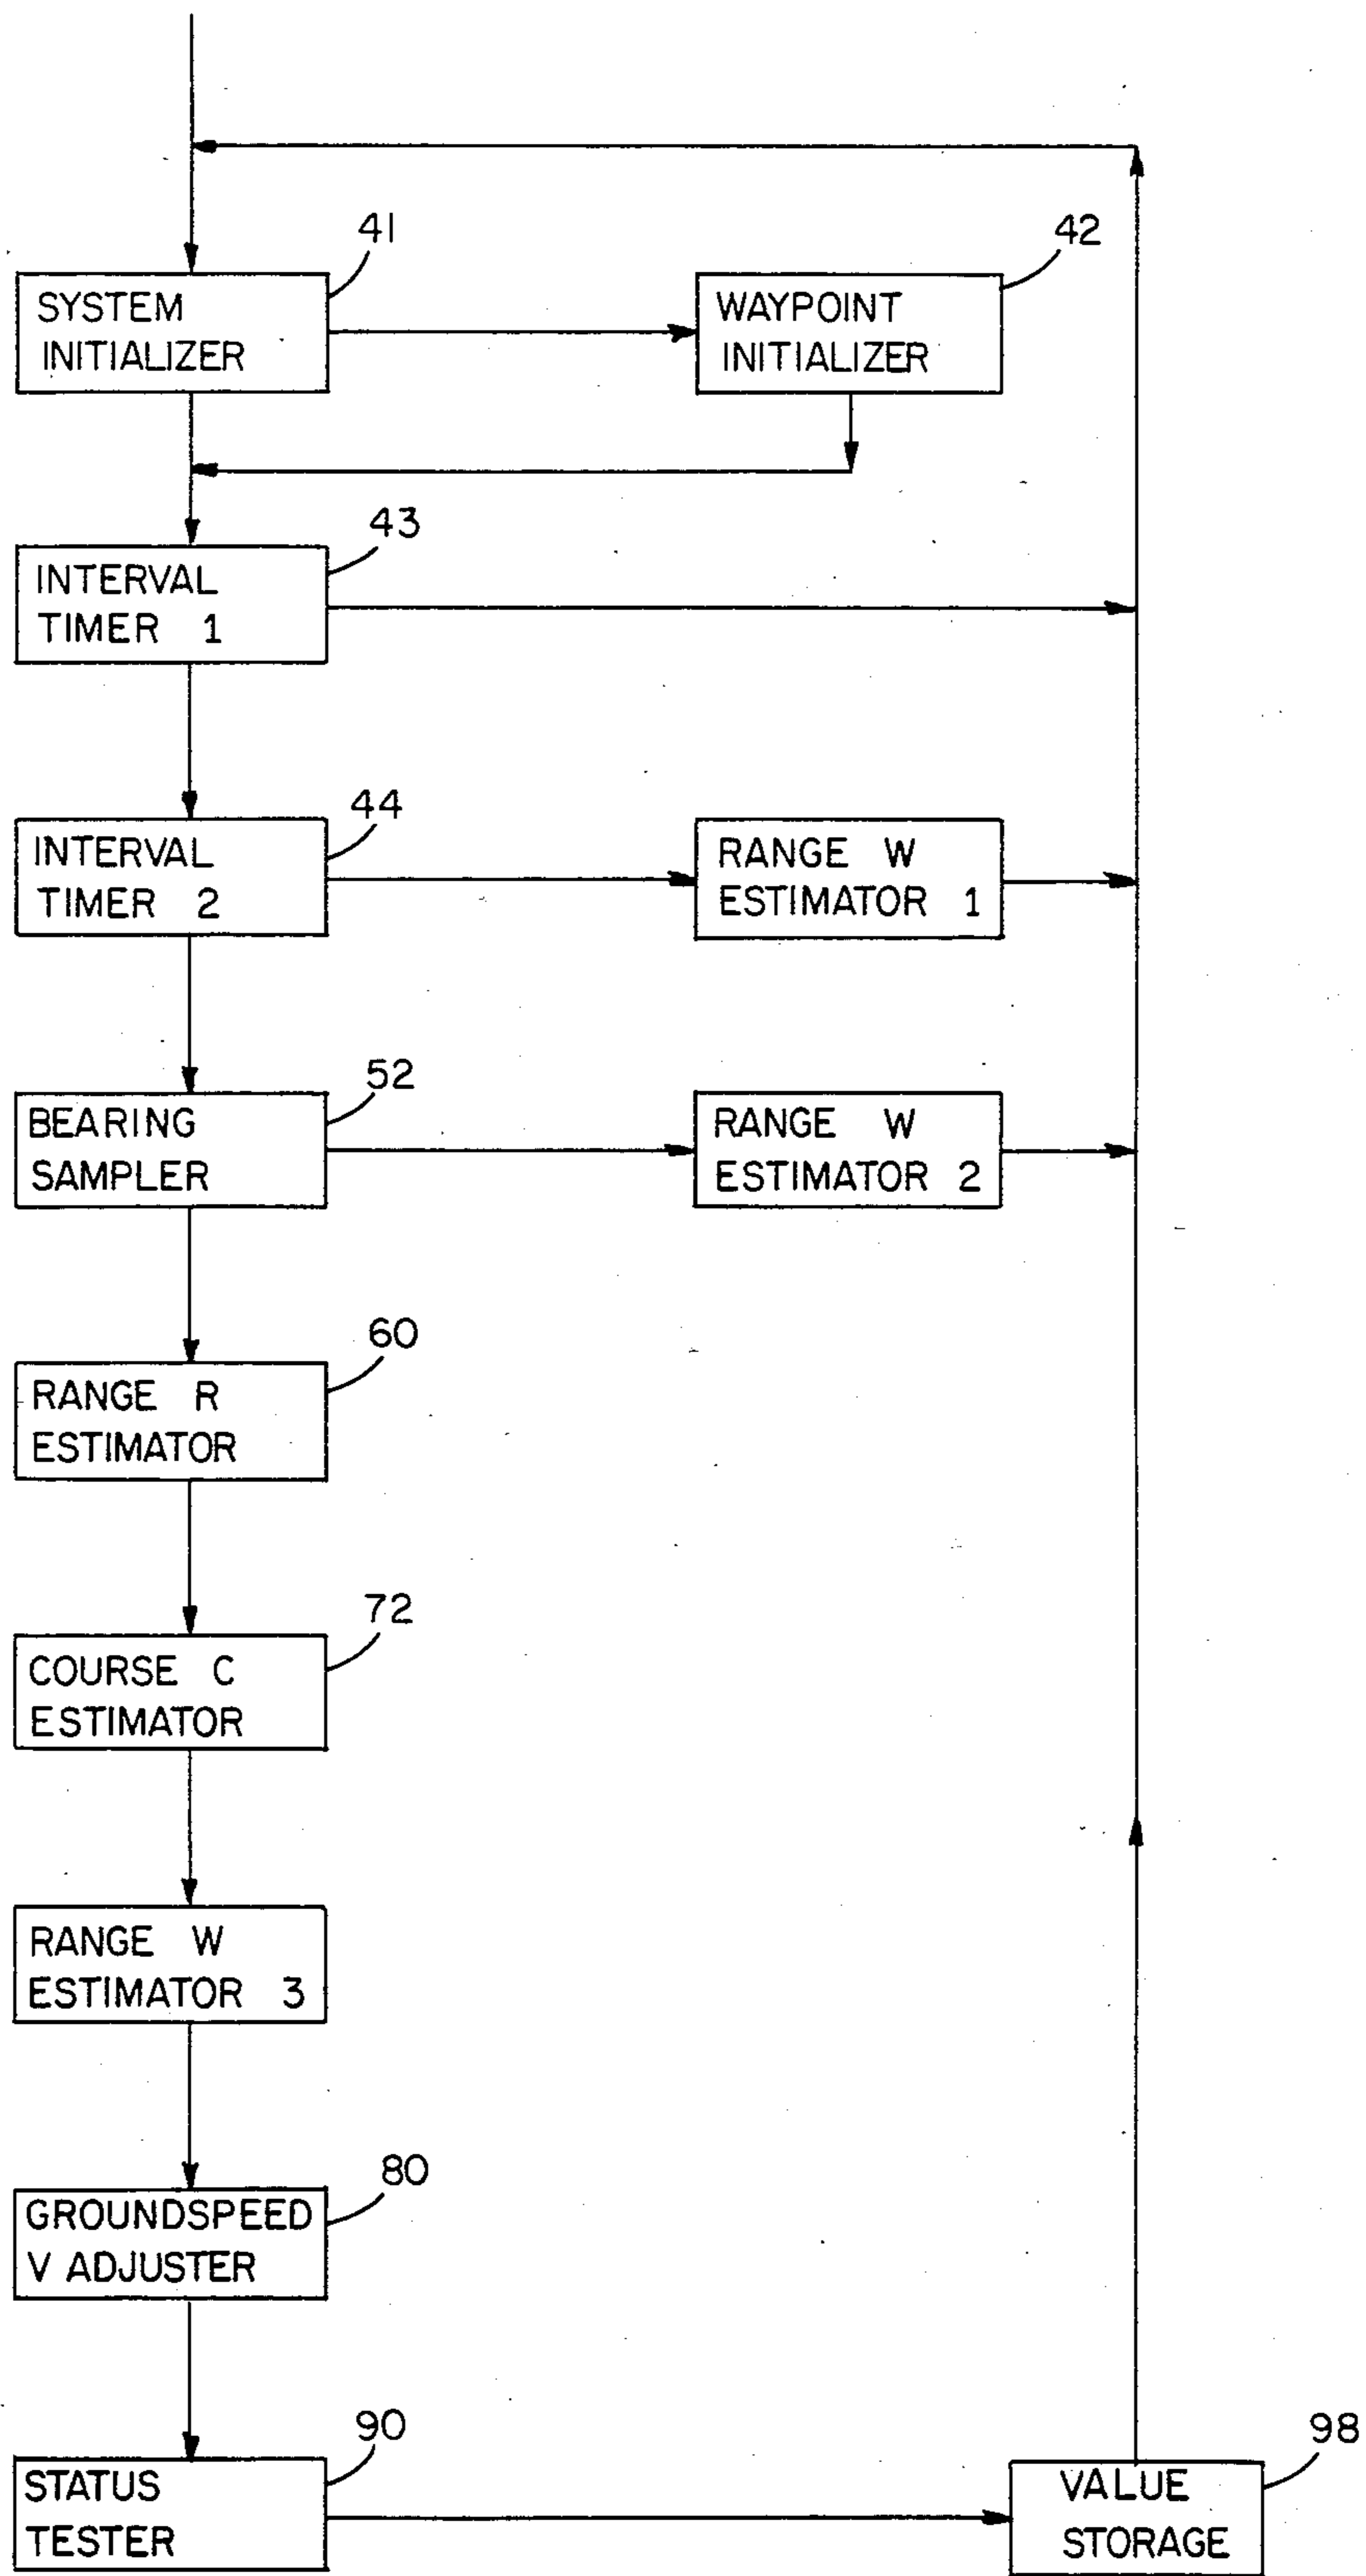 41
42
SYSTEM
INITIALIZER
WAYPOINT
INITIALIZER
43
INTERVAL
TIMER 1
44
INTERVAL
TIMER 2
RANGE W
ESTIMATOR 1
52
BEARING
SAMPLER
RANGE W
ESTIMATOR 2
60
RANGE R
ESTIMATOR
72
COURSE C
ESTIMATOR
RANGE W
ESTIMATOR 3
80
GROUNDSPEED
V ADJUSTER
90
STATUS
TESTER
98
VALUE
STORAGE